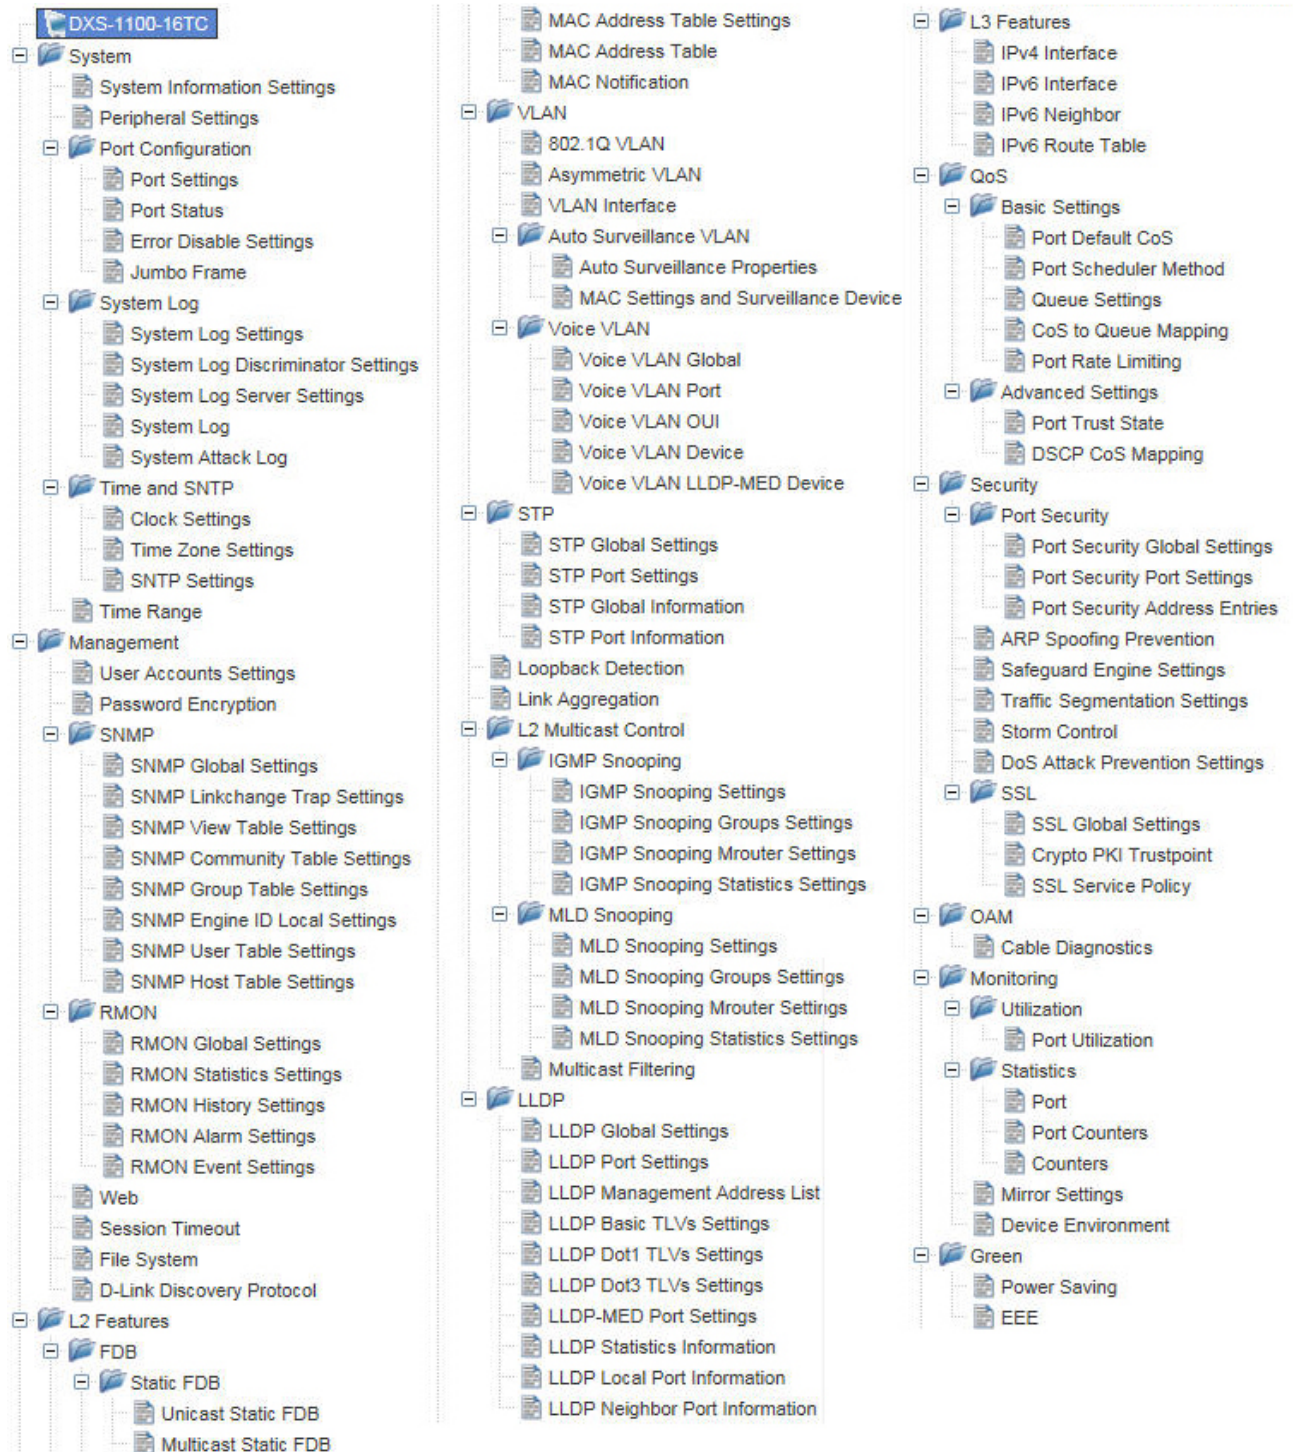 DXS-1100-16TC
System
System Information Settings
Peripheral Settings
Port Configuration
Port Settings
Port Status
Error Disable Settings
Jumbo Frame
System Log
System Log Settings
System Log Discriminator Settings
System Log Server Settings
System Log
System Attack Log
Time and SNTP
Clock Settings
Time Zone Settings
SNTP Settings
Time Range
Management
User Accounts Settings
Password Encryption
SNMP
SNMP Global Settings
SNMP Linkchange Trap Settings
SNMP View Table Settings
SNMP Community Table Settings
SNMP Group Table Settings
SNMP Engine ID Local Settings
SNMP User Table Settings
SNMP Host Table Settings
RMON
RMON Global Settings
RMON Statistics Settings
RMON History Settings
RMON Alarm Settings
RMON Event Settings
Web
Session Timeout
File System
D-Link Discovery Protocol
L2 Features
FDB
Static FDB
Unicast Static FDB
Multicast Static FDB
MAC Address Table Settings
MAC Address Table
MAC Notification
VLAN
802.1Q VLAN
Asymmetric VLAN
VLAN Interface
Auto Surveillance VLAN
Auto Surveillance Properties
MAC Settings and Surveillance Device
Voice VLAN
Voice VLAN Global
Voice VLAN Port
Voice VLAN OUI
Voice VLAN Device
Voice VLAN LLDP-MED Device
STP
STP Global Settings
STP Port Settings
STP Global Information
STP Port Information
Loopback Detection
Link Aggregation
L2 Multicast Control
IGMP Snooping
IGMP Snooping Settings
IGMP Snooping Groups Settings
IGMP Snooping Mrouter Settings
IGMP Snooping Statistics Settings
MLD Snooping
MLD Snooping Settings
MLD Snooping Groups Settings
MLD Snooping Mrouter Settings
MLD Snooping Statistics Settings
Multicast Filtering
LLDP
LLDP Global Settings
LLDP Port Settings
LLDP Management Address List
LLDP Basic TLVs Settings
LLDP Dot1 TLVs Settings
LLDP Dot3 TLVs Settings
LLDP-MED Port Settings
LLDP Statistics Information
LLDP Local Port Information
LLDP Neighbor Port Information
L3 Features
IPv4 Interface
IPv6 Interface
IPv6 Neighbor
IPv6 Route Table
QoS
Basic Settings
Port Default CoS
Port Scheduler Method
Queue Settings
CoS to Queue Mapping
Port Rate Limiting
Advanced Settings
Port Trust State
DSCP CoS Mapping
Security
Port Security
Port Security Global Settings
Port Security Port Settings
Port Security Address Entries
ARP Spoofing Prevention
Safeguard Engine Settings
Traffic Segmentation Settings
Storm Control
DoS Attack Prevention Settings
SSL
SSL Global Settings
Crypto PKI Trustpoint
SSL Service Policy
OAM
Cable Diagnostics
Monitoring
Utilization
Port Utilization
Statistics
Port
Port Counters
Counters
Mirror Settings
Device Environment
Green
Power Saving
EEE